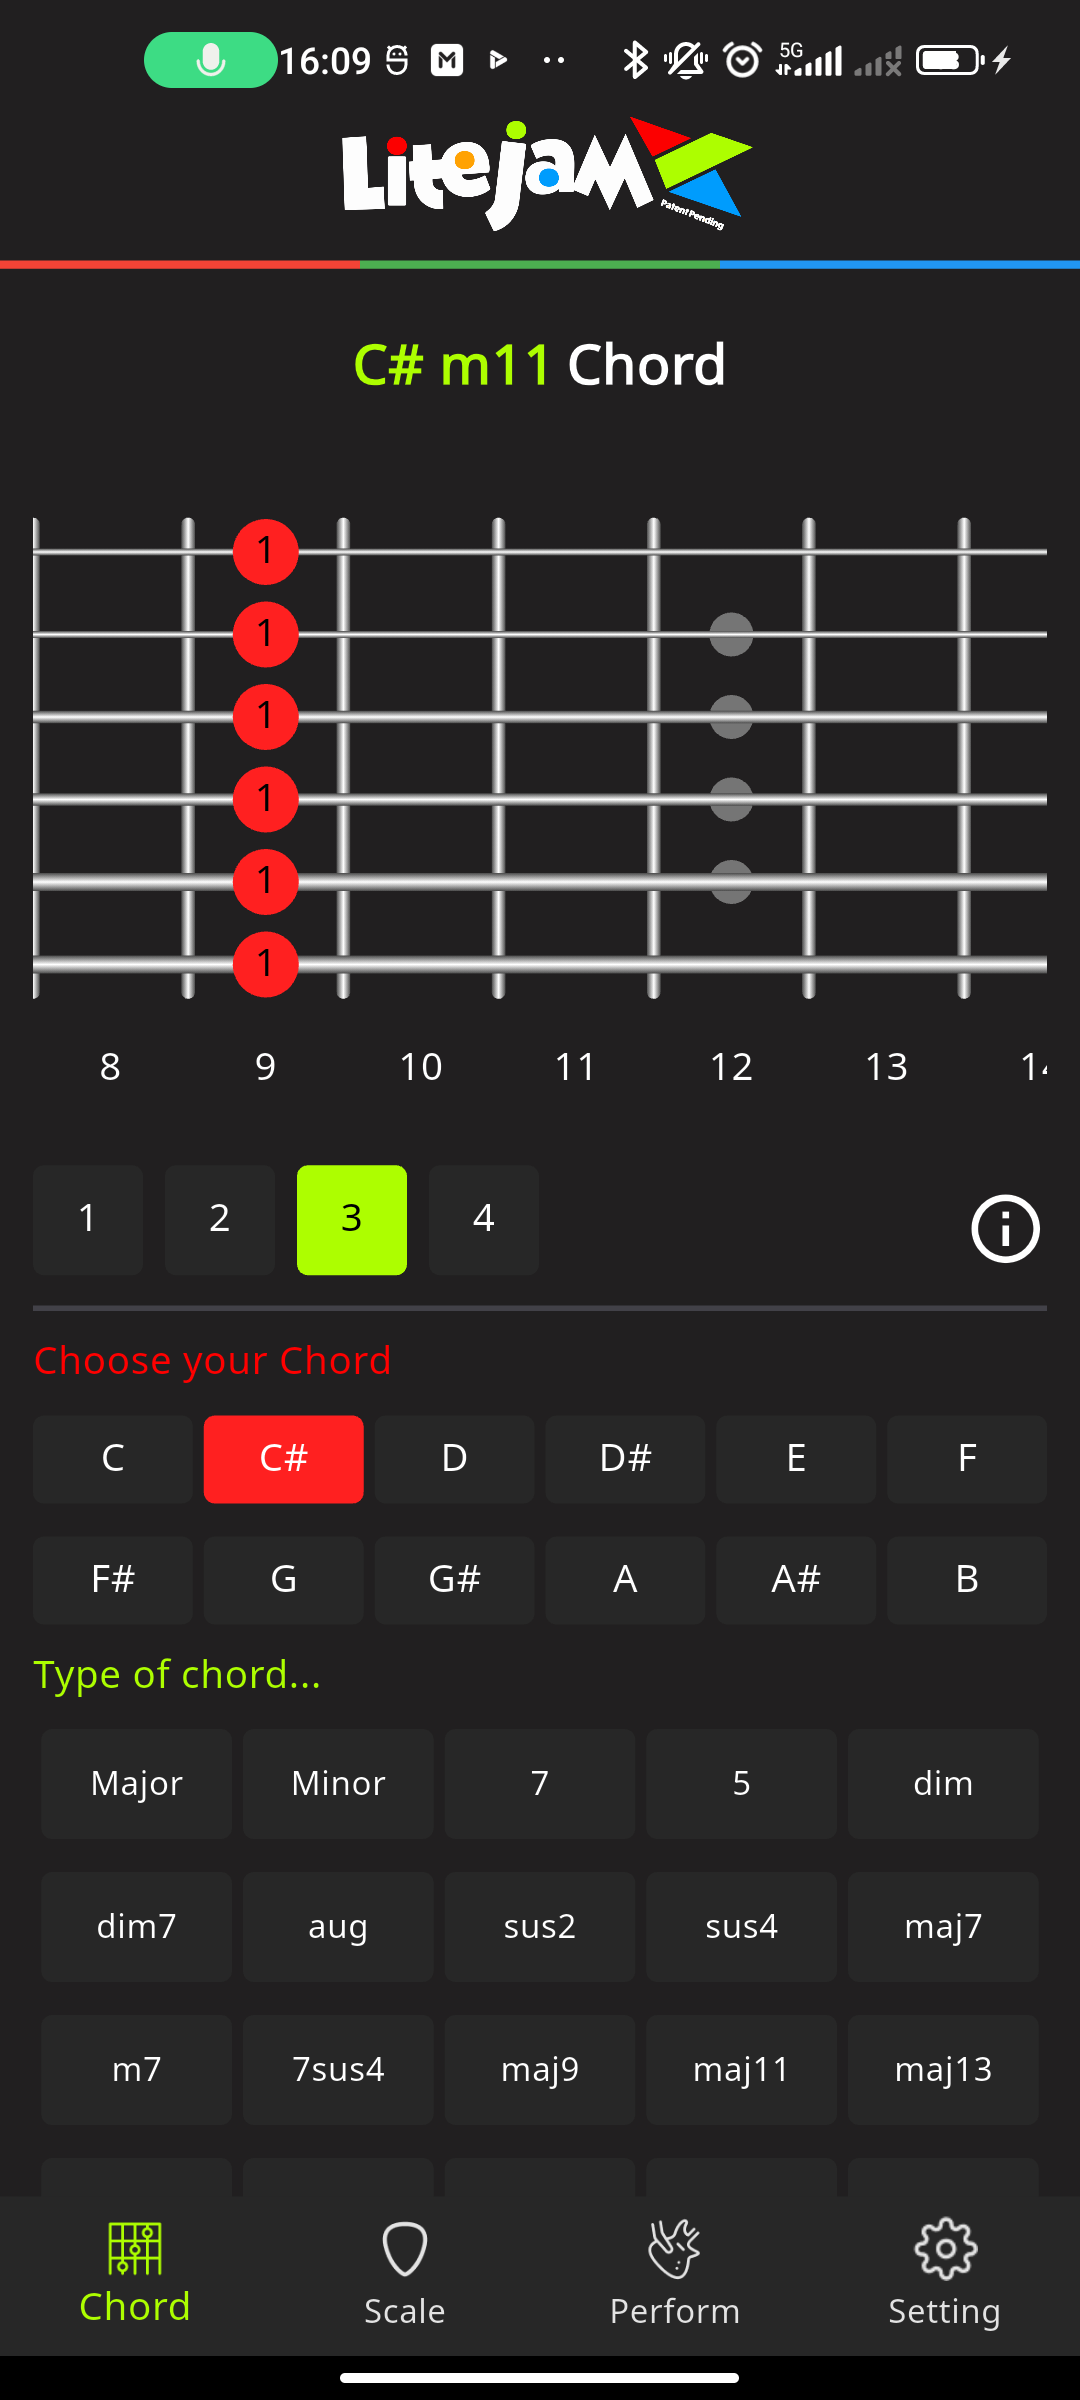 16:09
5G
Litejam
Patent Pending
C# m11 Chord
1
1
1
1
1
1
8 9 10 11 12 13 14
1 2 3 4
Choose your Chord
C C# D D# E F
F# G G# A A# B
Type of chord...
Major Minor 7 5 dim
dim7 aug sus2 sus4 maj7
m7 7sus4 maj9 maj11 maj13
Chord Scale Perform Setting